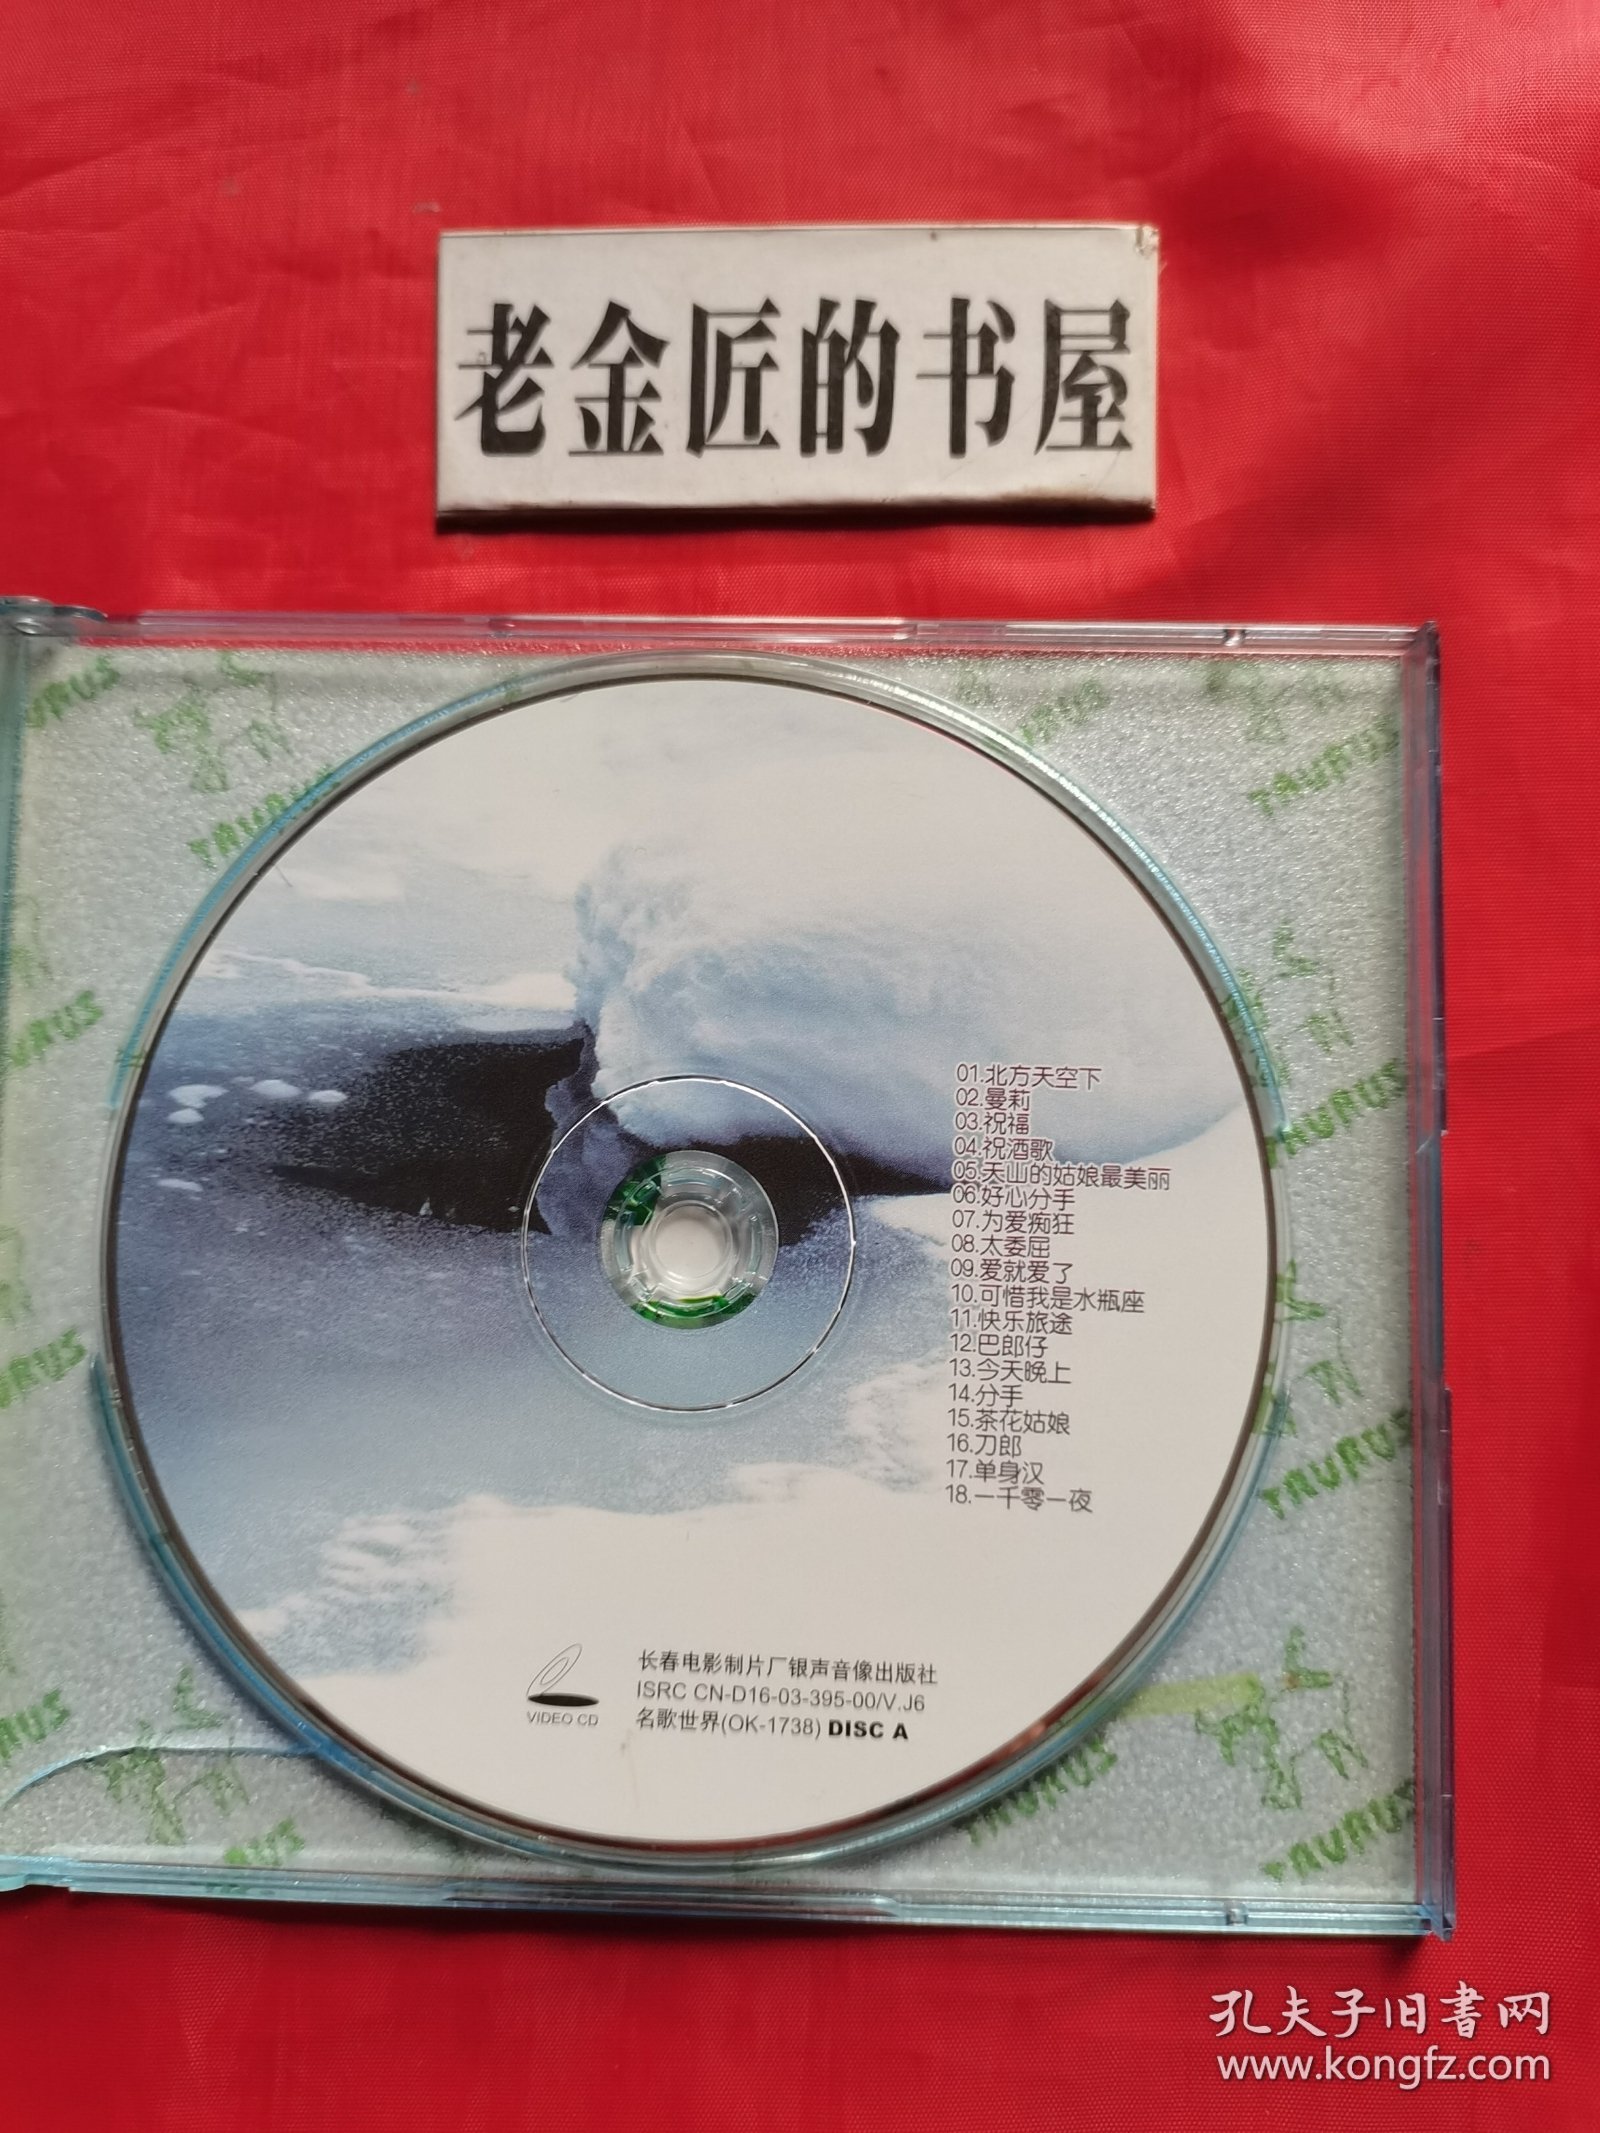 老金匠的书屋
TAURUS
TAURUS
TAURUS
TAURUS
01.北方天空下
02.曼莉
03.祝福
04.祝酒歌
05.天山的姑娘最美丽
06.好心分手
07.为爱痴狂
08.太委屈
09.爱就爱了
10.可惜我是水瓶座
11.快乐旅途
12.巴郎仔
13.今天晚上
14.分手
15.茶花姑娘
16.刀郎
17.单身汉
18.一千零一夜
长春电影制片厂银声音像出版社
ISRC CN-D16-03-395-00/V.J6
VIDEO CD
名歌世界(OK-1738) DISC A
TAURUS
TAURUS
孔夫子旧书网
www.kongfz.com